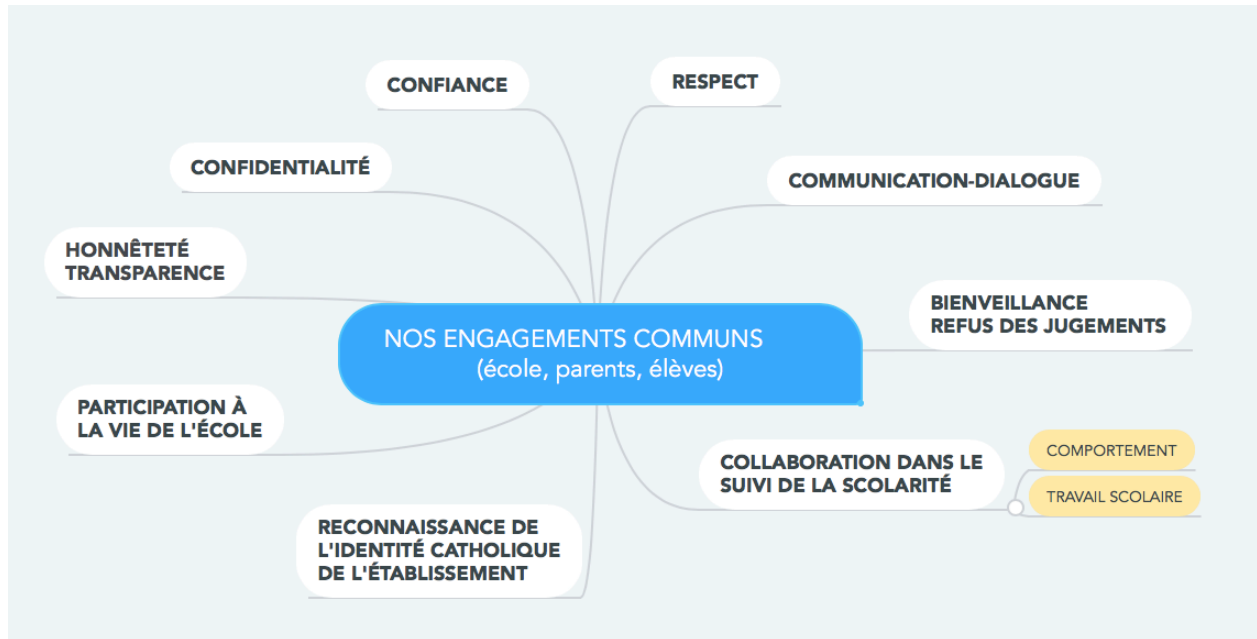 CONFIANCE
RESPECT
CONFIDENTIALITÉ
COMMUNICATION-DIALOGUE
HONNÊTETÉ
TRANSPARENCE
BIENVEILLANCE
REFUS DES JUGEMENTS
NOS ENGAGEMENTS COMMUNS
(école, parents, élèves)
PARTICIPATION À
LA VIE DE L'ÉCOLE
COLLABORATION DANS LE
SUIVI DE LA SCOLARITÉ
COMPORTEMENT
TRAVAIL SCOLAIRE
RECONNAISSANCE DE
L'IDENTITÉ CATHOLIQUE
DE L'ÉTABLISSEMENT